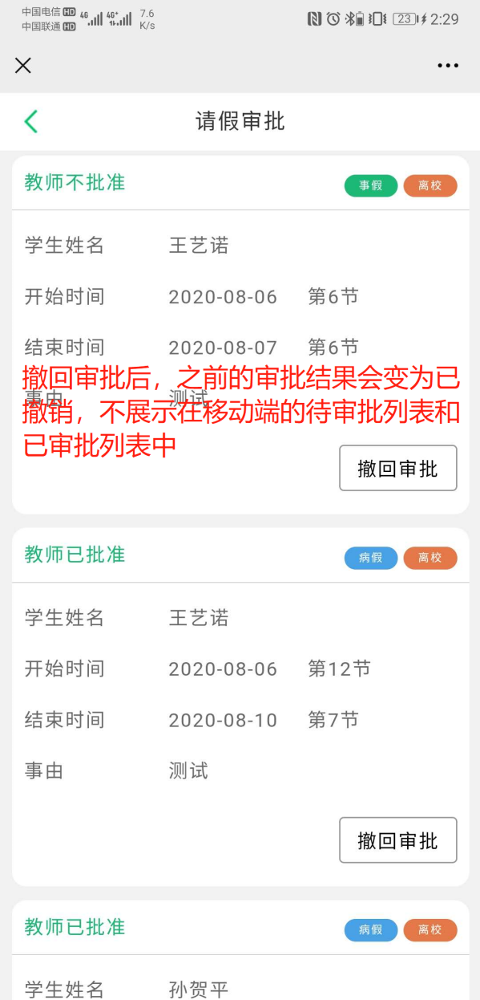 中国电信 HD 4G 4G+ 7.6
中国联通 HD K/s
23 2:29
请假审批
教师不批准 事假 离校
学生姓名 王艺诺
开始时间 2020-08-06 第6节
结束时间 2020-08-07 第6节
撤回审批后，之前的审批结果会变为已
事由 测试
撤销，不展示在移动端的待审批列表和
已审批列表中
撤回审批
教师已批准 病假 离校
学生姓名 王艺诺
开始时间 2020-08-06 第12节
结束时间 2020-08-10 第7节
事由 测试
撤回审批
教师已批准 病假 离校
学生姓名 孙贺平